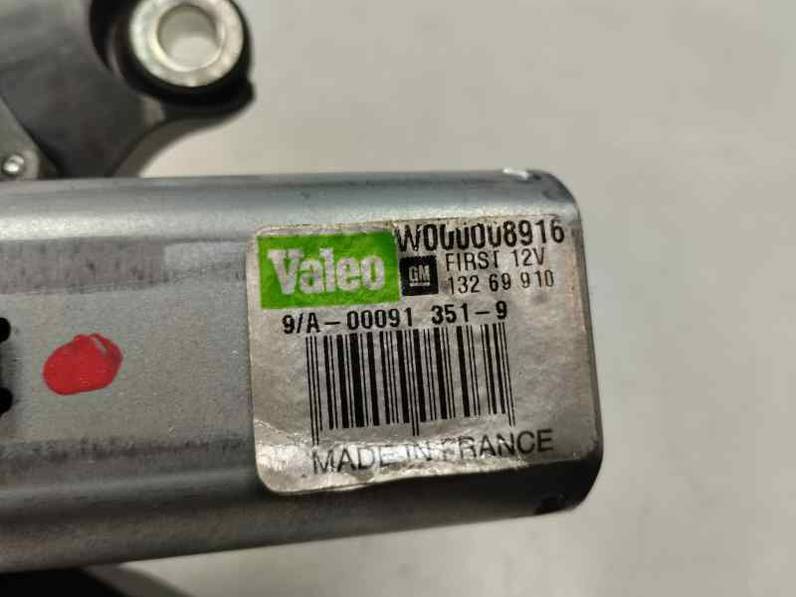 W000008916
Valeo
GM
FIRST 12V
132 69 910
9/A-00091 351-9
MADE IN FRANCE